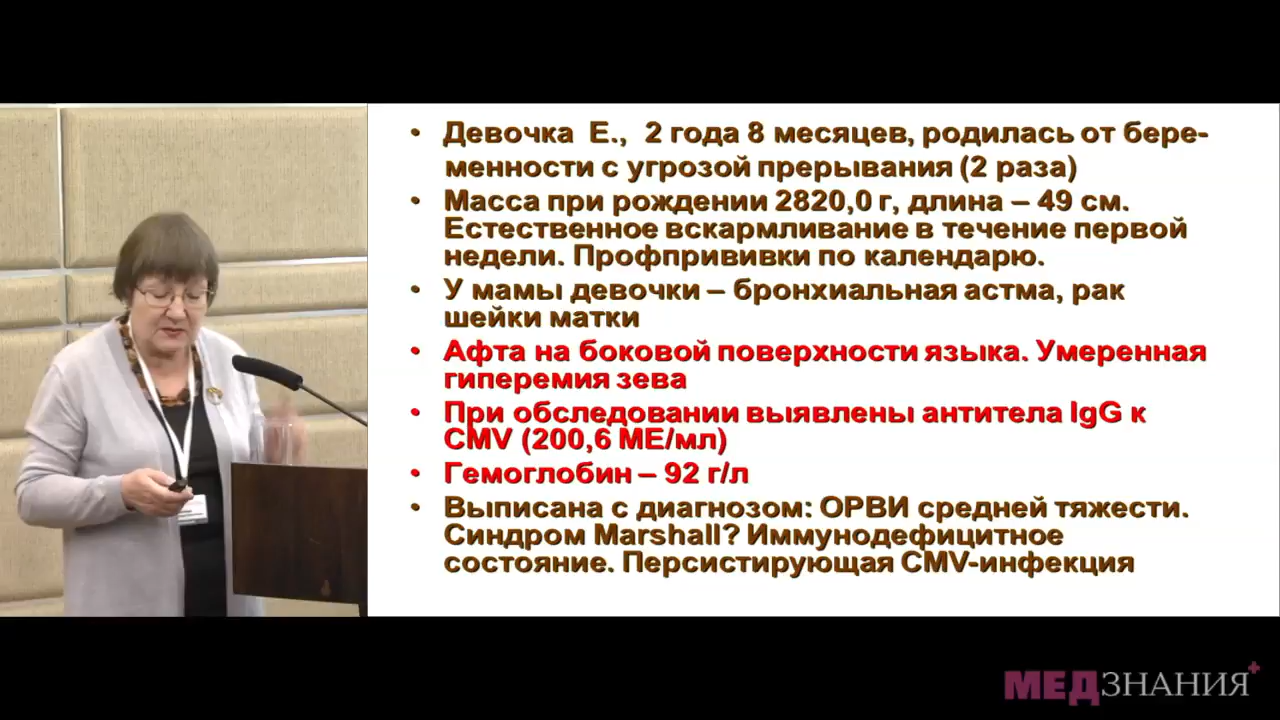 • Девочка Е., 2 года 8 месяцев, родилась от бере-
менности с угрозой прерывания (2 раза)
• Масса при рождении 2820,0 г, длина – 49 см.
Естественное вскармливание в течение первой
недели. Профпрививки по календарю.
• У мамы девочки – бронхиальная астма, рак
шейки матки
• Афта на боковой поверхности языка. Умеренная
гиперемия зева
• При обследовании выявлены антитела IgG к
CMV (200,6 МЕ/мл)
• Гемоглобин – 92 г/л
• Выписана с диагнозом: ОРВИ средней тяжести.
Синдром Marshall? Иммунодефицитное
состояние. Персистирующая CMV-инфекция
МЕДЗНАНИЯ+